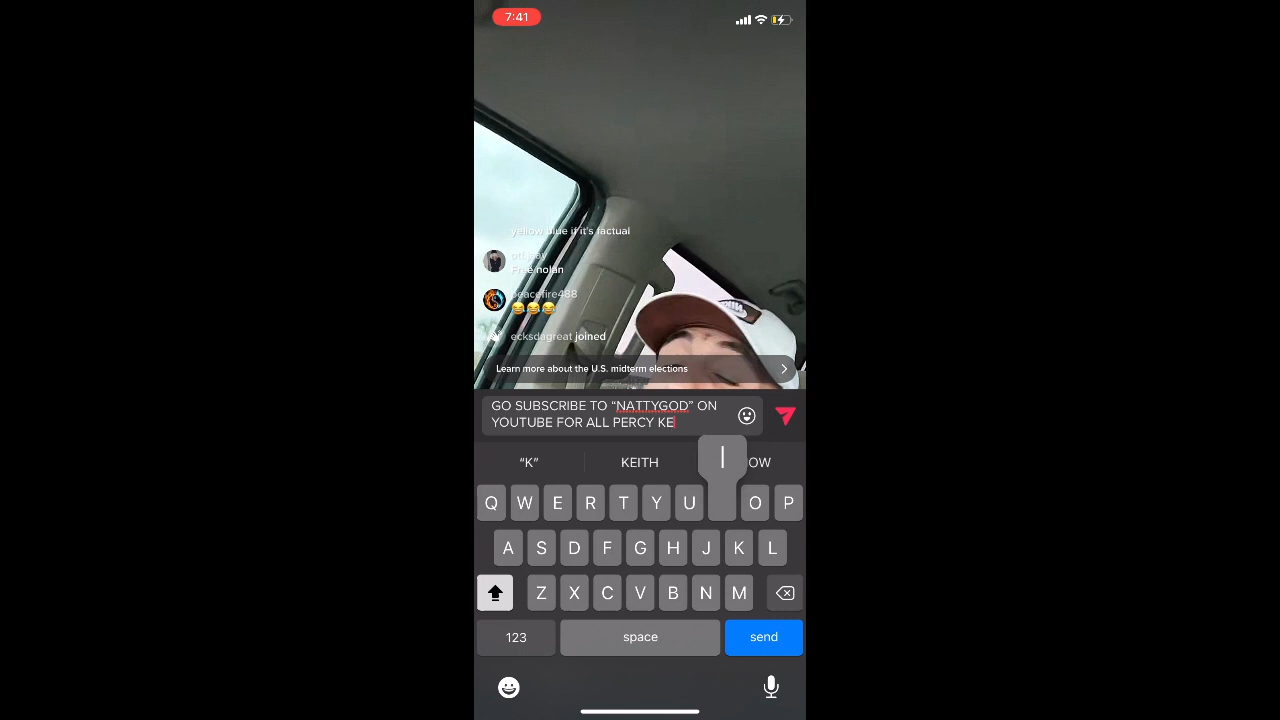 7:41
yellow blue if it's factual
Free nolan
peacefire488
😂😂😂
ecksdagreat joined
Learn more about the U.S. midterm elections
GO SUBSCRIBE TO “NATTYGOD” ON
YOUTUBE FOR ALL PERCY KE
“K” KEITH OW
Q W E R T Y U I O P
A S D F G H J K L
Z X C V B N M
123 space send